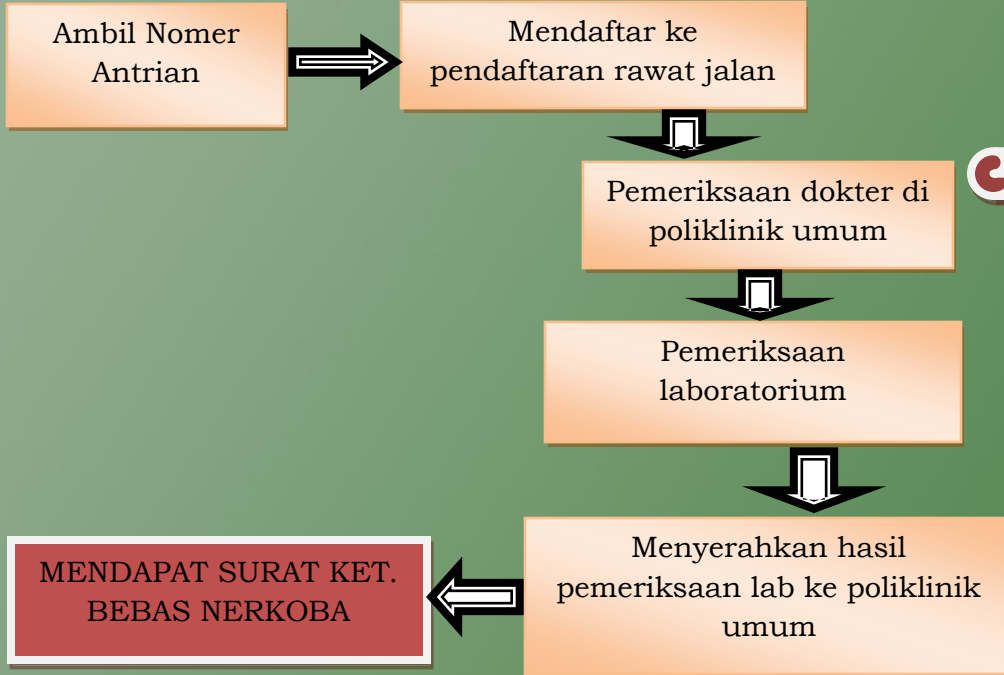 Ambil Nomer
Antrian
Mendaftar ke
pendaftaran rawat jalan
Pemeriksaan dokter di
poliklinik umum
Pemeriksaan
laboratorium
Menyerahkan hasil
pemeriksaan lab ke poliklinik
umum
MENDAPAT SURAT KET.
BEBAS NERKOBA